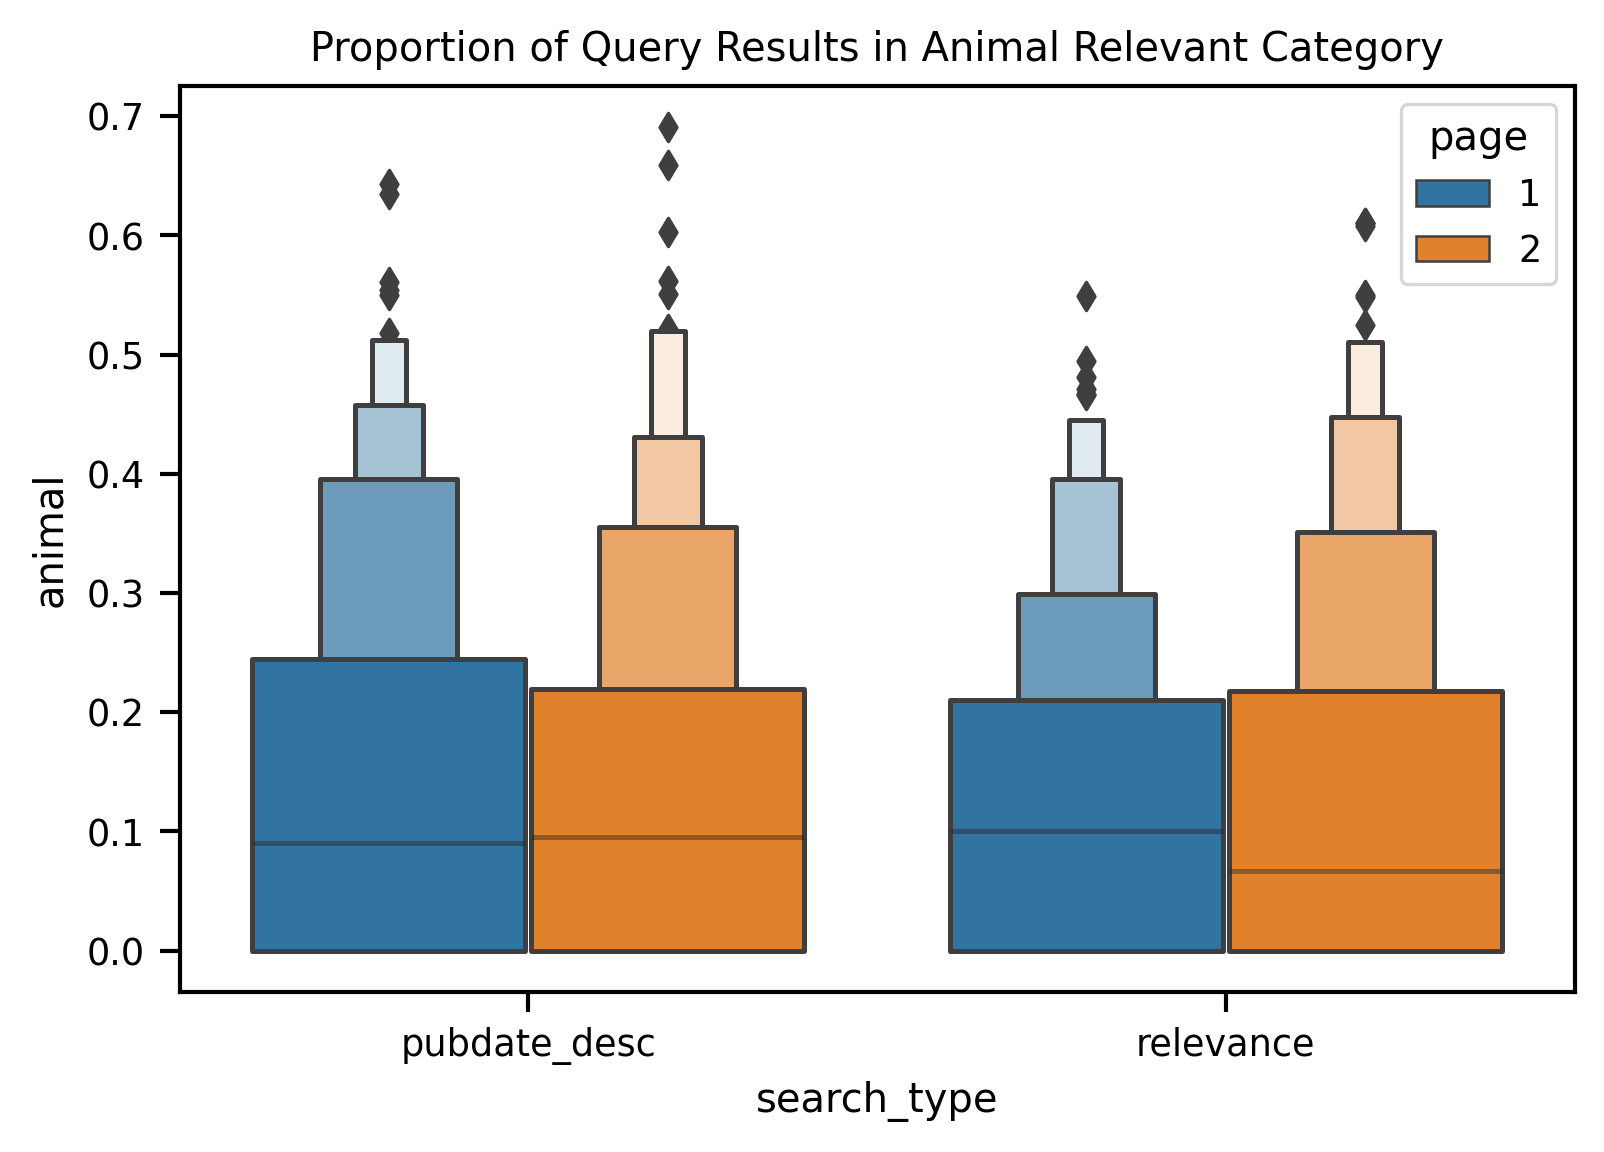 Proportion of Query Results in Animal Relevant Category
page
1
2
0.7
0.6
0.5
0.4
0.3
0.2
0.1
0.0
animal
pubdate_desc
relevance
search_type